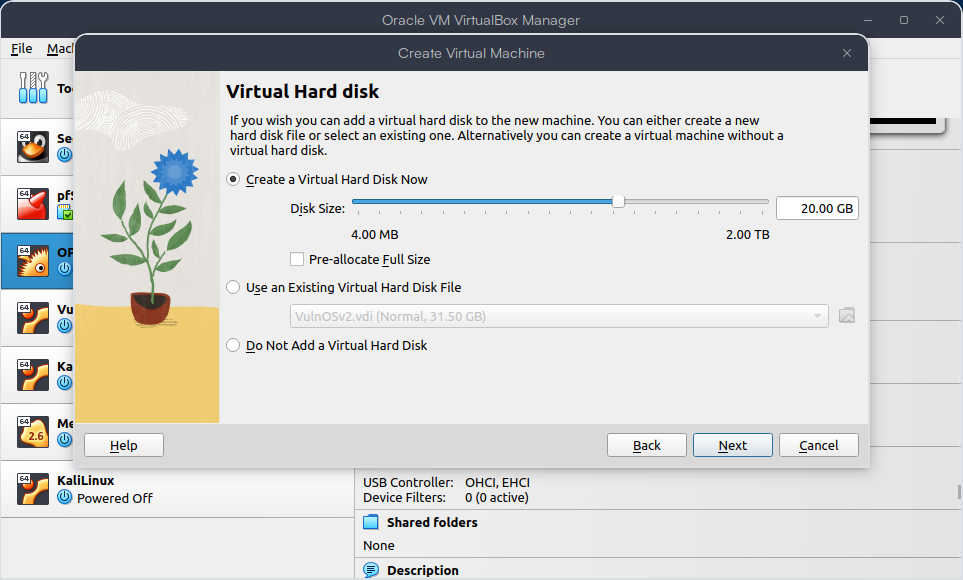 Oracle VM VirtualBox Manager
File Mach
Create Virtual Machine
Virtual Hard disk
If you wish you can add a virtual hard disk to the new machine. You can either create a new
hard disk file or select an existing one. Alternatively you can create a virtual machine without a
virtual hard disk.
Create a Virtual Hard Disk Now
Disk Size:
20.00 GB
4.00 MB
2.00 TB
Pre-allocate Full Size
Use an Existing Virtual Hard Disk File
VulnOSv2.vdi (Normal, 31.50 GB)
Do Not Add a Virtual Hard Disk
Help
Back
Next
Cancel
To
64
Se
64
pfS
64
OP
64
Vu
64
Ka
64
2.6
Me
64
KaliLinux
Powered Off
USB Controller: OHCI, EHCI
Device Filters: 0 (0 active)
Shared folders
None
Description